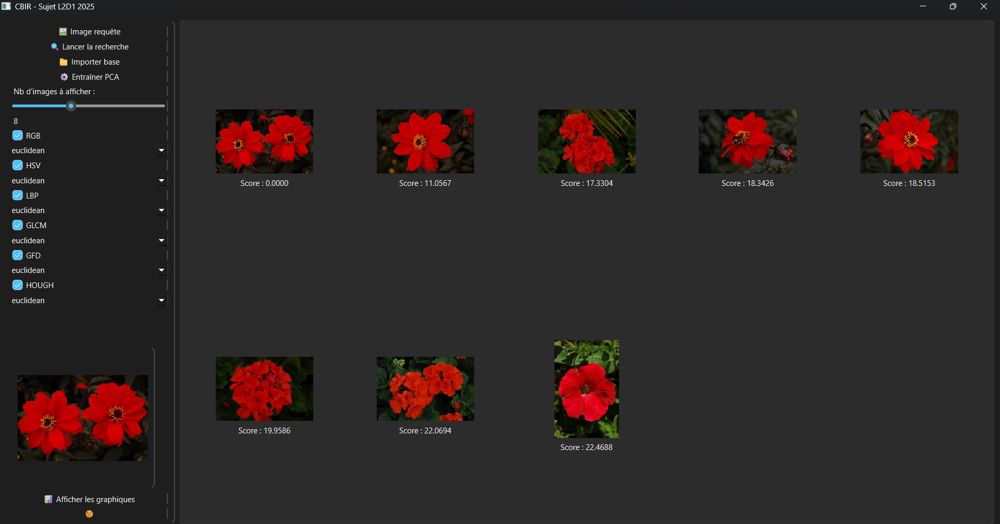 CBIR - Sujet L2D1 2025
Image requête
Lancer la recherche
Importer base
Entraîner PCA
Nb d'images à afficher :
8
RGB
euclidean
HSV
euclidean
LBP
euclidean
GLCM
euclidean
GFD
euclidean
HOUGH
euclidean
Afficher les graphiques
Score : 0.0000
Score : 11.0567
Score : 17.3304
Score : 18.3426
Score : 18.5153
Score : 19.9586
Score : 22.0694
Score : 22.4688